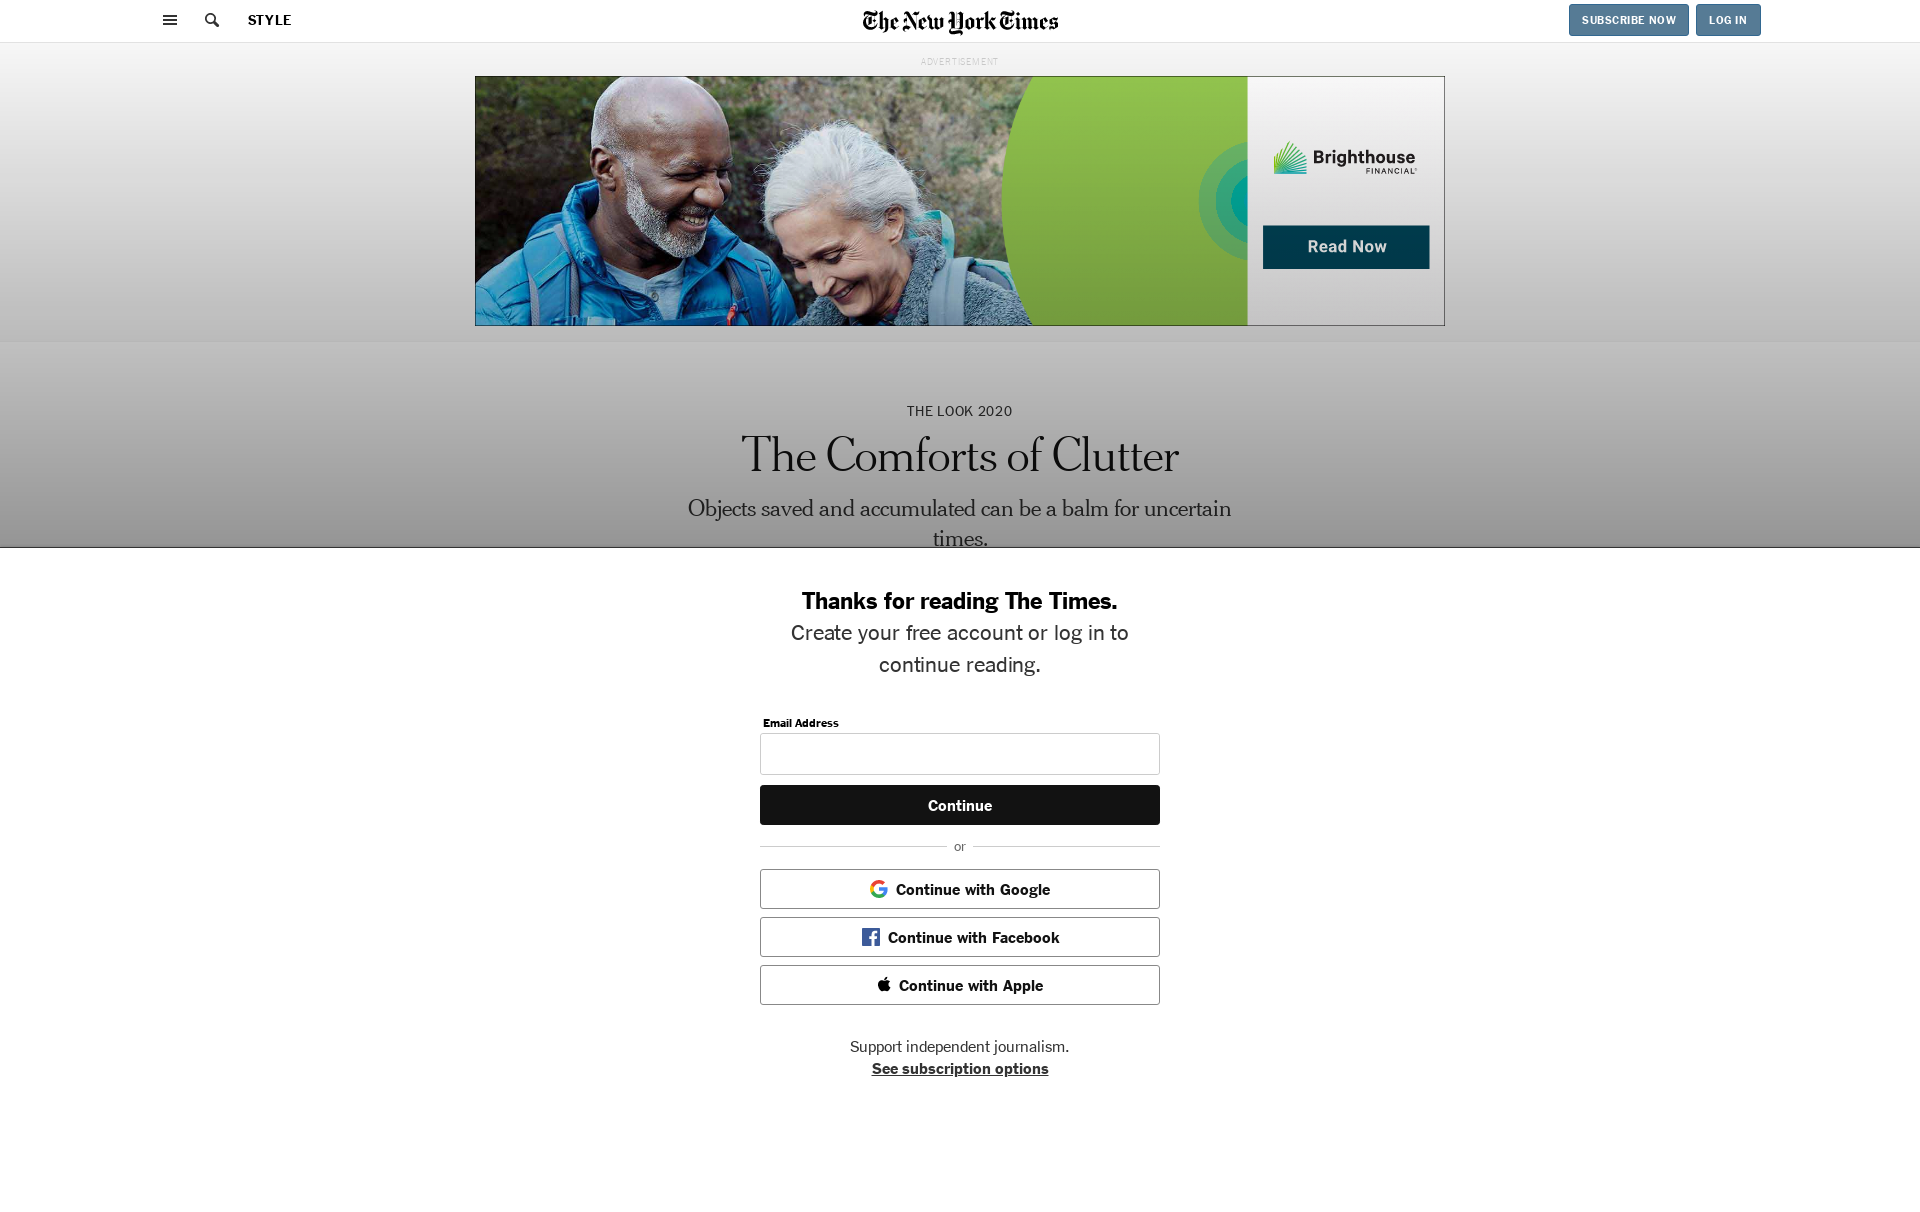 STYLE
The New York Times
SUBSCRIBE NOW
LOG IN
ADVERTISEMENT
Brighthouse
FINANCIAL
Read Now
THE LOOK 2020
The Comforts of Clutter
Objects saved and accumulated can be a balm for uncertain
times.
Thanks for reading The Times.
Create your free account or log in to
continue reading.
Email Address
Continue
or
Continue with Google
Continue with Facebook
Continue with Apple
Support independent journalism.
See subscription options